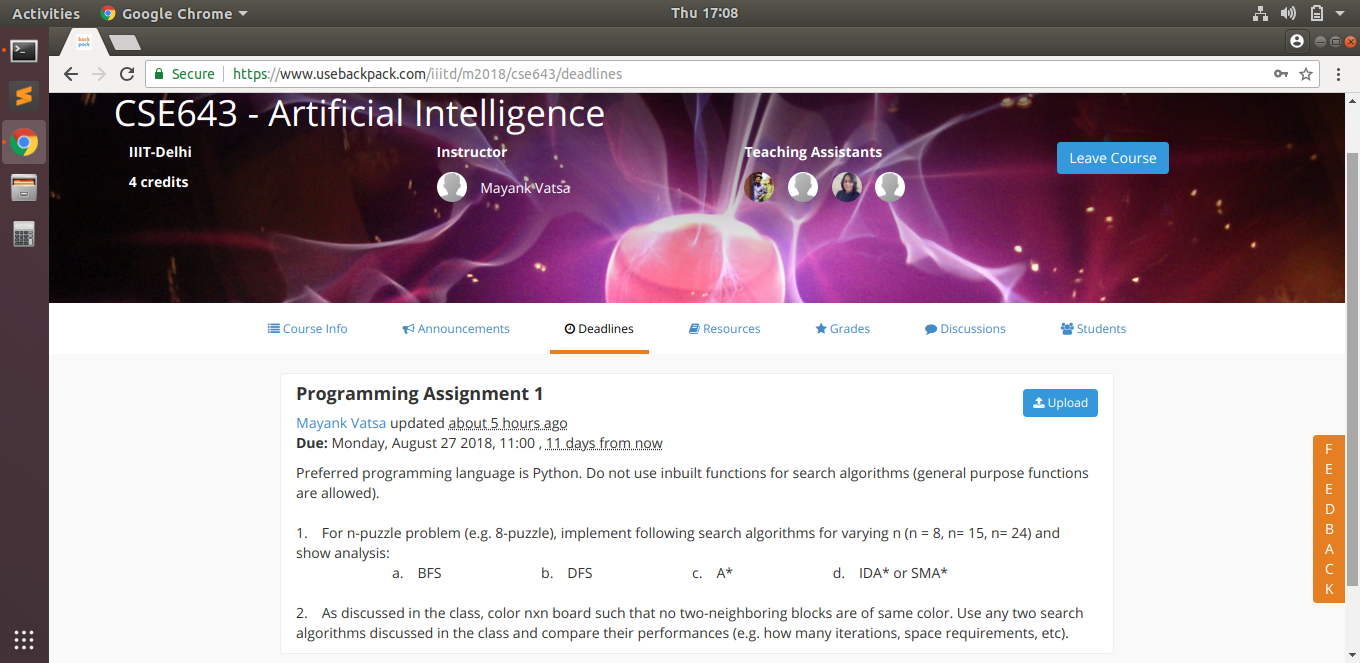 Activities Google Chrome Thu 17:08
back
pack
Secure https://www.usebackpack.com/iiitd/m2018/cse643/deadlines
CSE643 - Artificial Intelligence
IIIT-Delhi Instructor Teaching Assistants Leave Course
4 credits Mayank Vatsa
Course Info Announcements Deadlines Resources Grades Discussions Students
Programming Assignment 1
Upload
Mayank Vatsa updated about 5 hours ago
Due: Monday, August 27 2018, 11:00 , 11 days from now
Preferred programming language is Python. Do not use inbuilt functions for search algorithms (general purpose functions
are allowed).
1. For n-puzzle problem (e.g. 8-puzzle), implement following search algorithms for varying n (n = 8, n= 15, n= 24) and
show analysis:
a. BFS b. DFS c. A* d. IDA* or SMA*
2. As discussed in the class, color nxn board such that no two-neighboring blocks are of same color. Use any two search
algorithms discussed in the class and compare their performances (e.g. how many iterations, space requirements, etc).
FEEDBACK